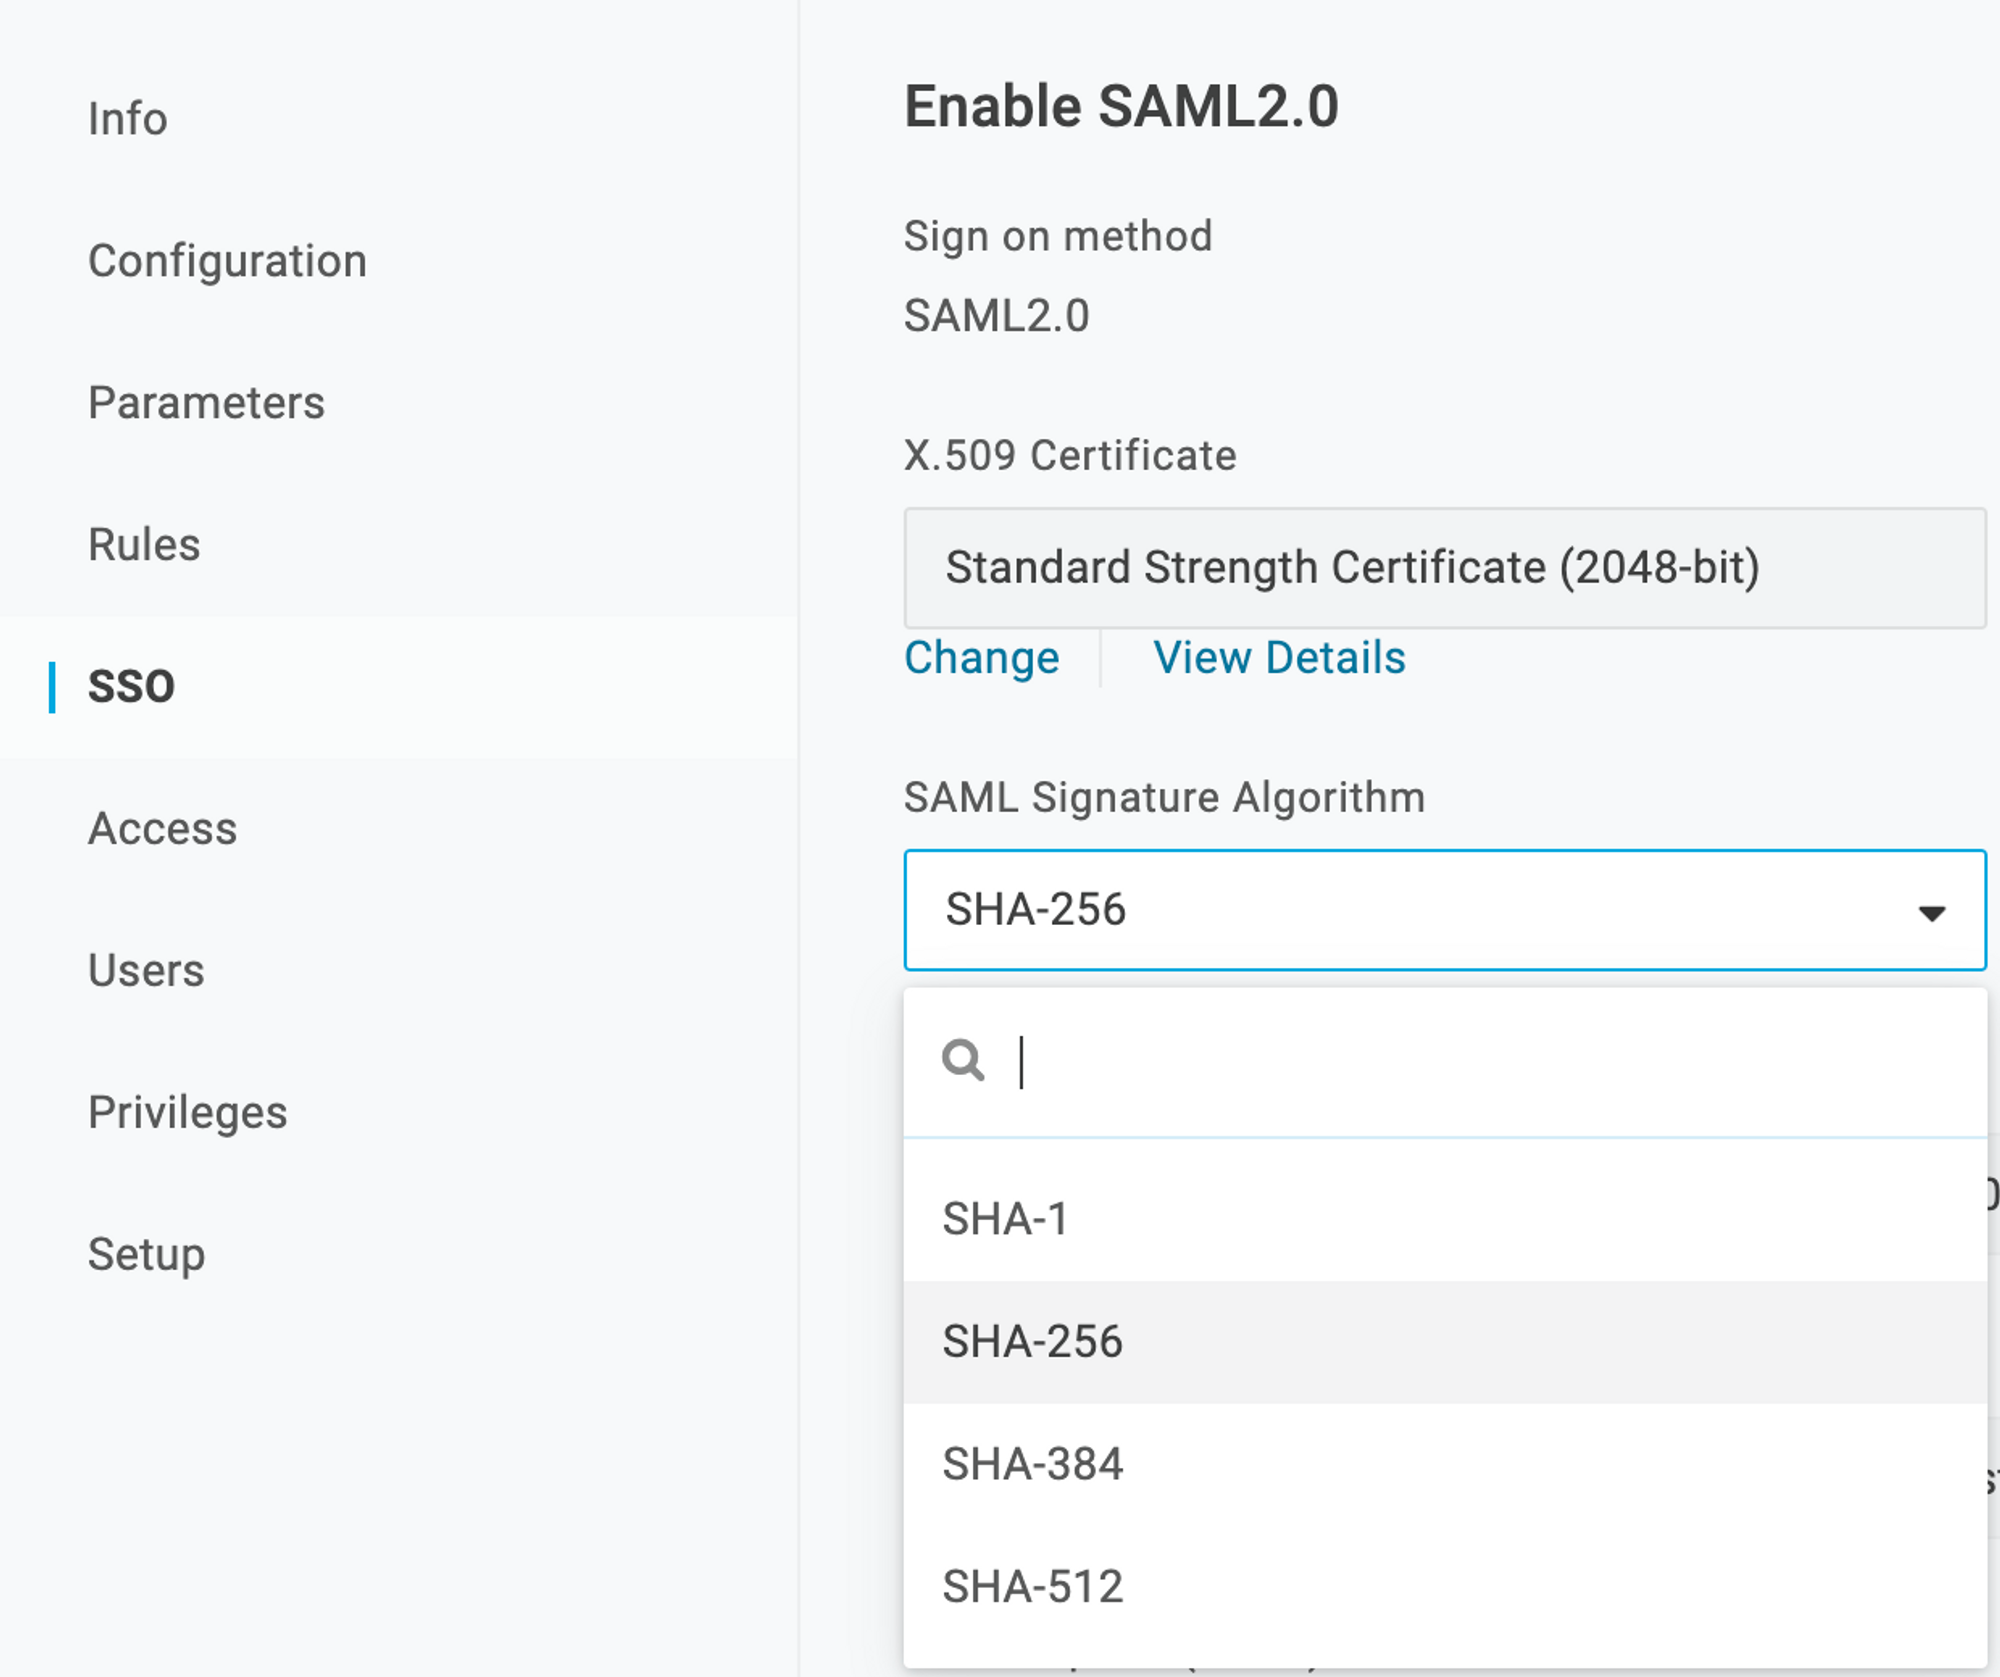 Info
Configuration
Parameters
Rules
SSO
Access
Users
Privileges
Setup
Enable SAML2.0
Sign on method
SAML2.0
X.509 Certificate
Standard Strength Certificate (2048-bit)
Change
View Details
SAML Signature Algorithm
SHA-256
SHA-1
SHA-256
SHA-384
SHA-512